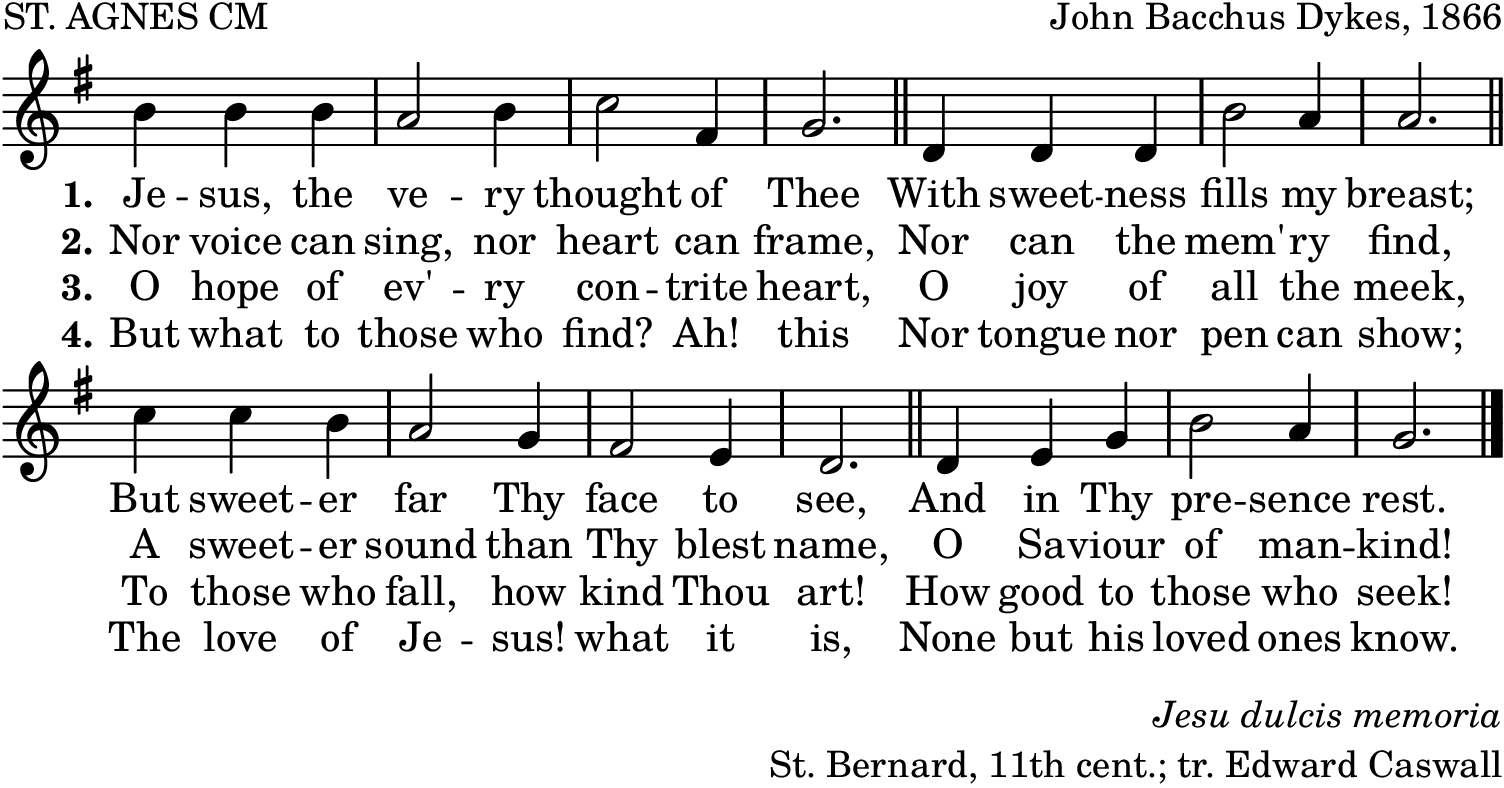 ST. AGNES CM
John Bacchus Dykes, 1866
1. Je - sus, the ve - ry thought of Thee With sweet - ness fills my breast;
2. Nor voice can sing, nor heart can frame, Nor can the mem'ry find,
3. O hope of ev' - ry con - trite heart, O joy of all the meek,
4. But what to those who find? Ah! this Nor tongue nor pen can show;
But sweet - er far Thy face to see, And in Thy pre - sence rest.
A sweet - er sound than Thy blest name, O Saviour of man - kind!
To those who fall, how kind Thou art! How good to those who seek!
The love of Je - sus! what it is, None but his loved ones know.
Jesu dulcis memoria
St. Bernard, 11th cent.; tr. Edward Caswall